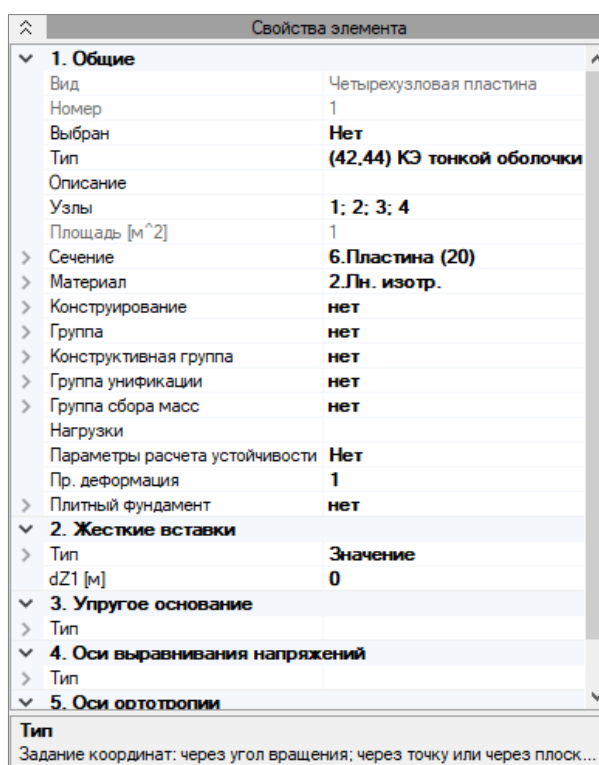 Свойства элемента
1. Общие
Вид Четырехузловая пластина
Номер 1
Выбран Нет
Тип (42,44) КЭ тонкой оболочки
Описание
Узлы 1; 2; 3; 4
Площадь [м^2] 1
Сечение 6.Пластина (20)
Материал 2.Лн. изотр.
Конструирование нет
Группа нет
Конструктивная группа нет
Группа унификации нет
Группа сбора масс нет
Нагрузки
Параметры расчета устойчивости Нет
Пр. деформация 1
Плитный фундамент нет
2. Жесткие вставки
Тип Значение
dZ1 [м] 0
3. Упругое основание
Тип
4. Оси выравнивания напряжений
Тип
5. Оси ортотропии
Тип
Задание координат: через угол вращения; через точку или через плоск...